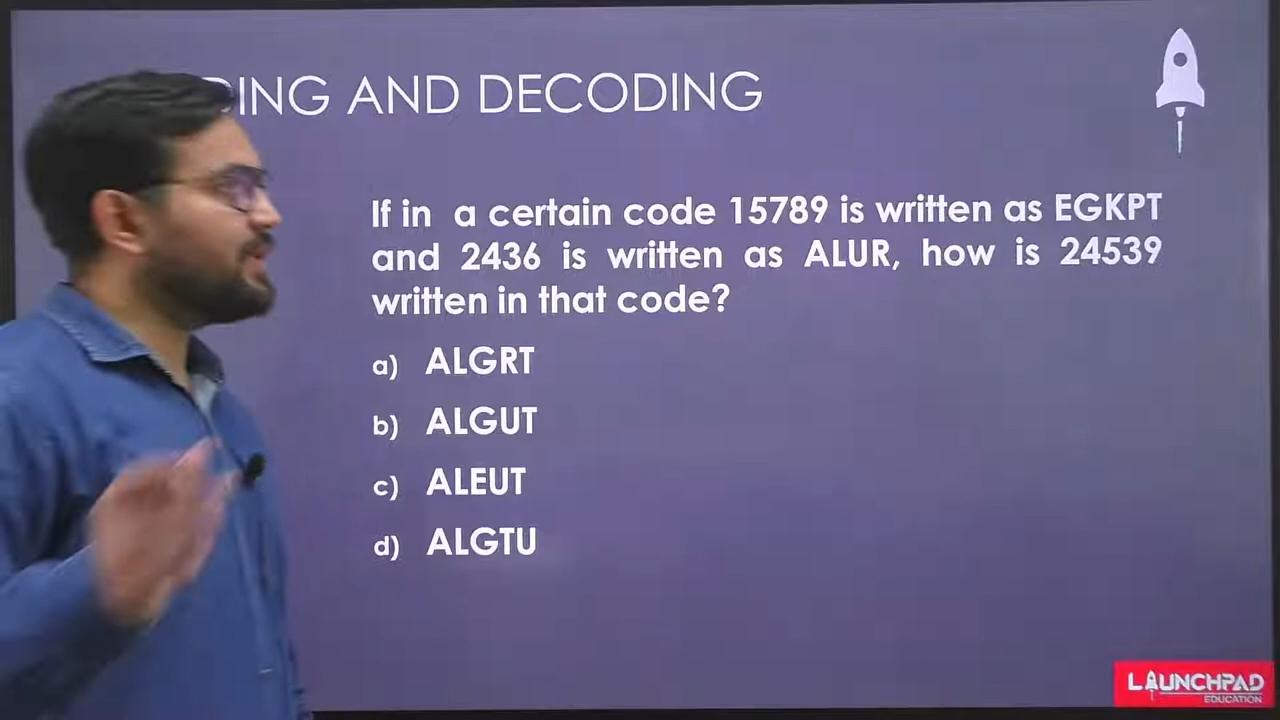 DING AND DECODING
If in a certain code 15789 is written as EGKPT
and 2436 is written as ALUR, how is 24539
written in that code?
a) ALGRT
b) ALGUT
c) ALEUT
d) ALGTU
LAUNCHPAD
EDUCATION